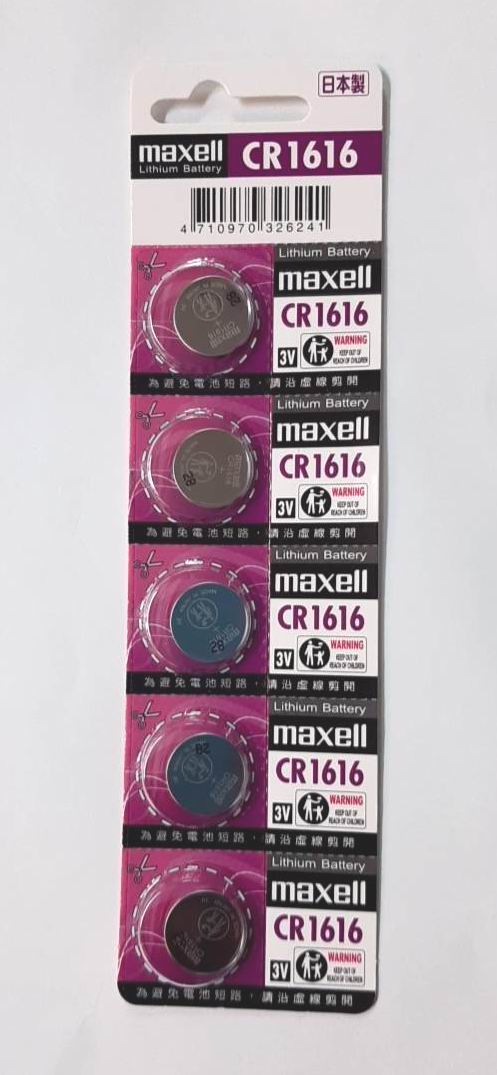 日本製
maxell
Lithium Battery
CR1616
4 710970 326241
Lithium Battery
maxell
CR1616
3V
WARNING
KEEP OUT OF
REACH OF CHILDREN
為避免電池短路，請沿虛線剪開
Lithium Battery
maxell
CR1616
3V
WARNING
KEEP OUT OF
REACH OF CHILDREN
為避免電池短路，請沿虛線剪開
Lithium Battery
maxell
CR1616
3V
WARNING
KEEP OUT OF
REACH OF CHILDREN
為避免電池短路，請沿虛線剪開
Lithium Battery
maxell
CR1616
3V
WARNING
KEEP OUT OF
REACH OF CHILDREN
為避免電池短路，請沿虛線剪開
Lithium Battery
maxell
CR1616
3V
WARNING
KEEP OUT OF
REACH OF CHILDREN
為避免電池短路，請沿虛線剪開